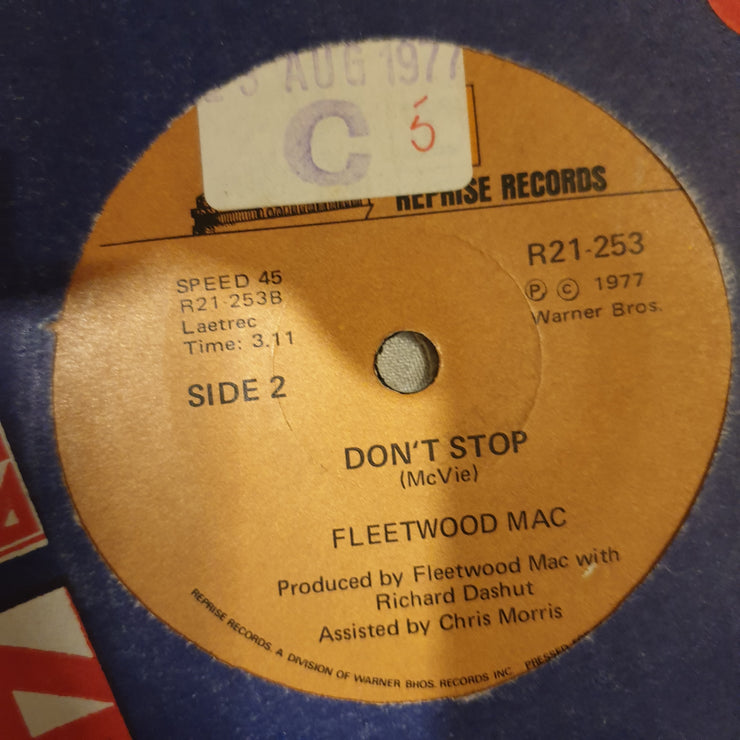 AUG 1977
C 5
REPRISE RECORDS
R21-253
Ⓟ © 1977
Warner Bros.
SPEED 45
R21-253B
Laetrec
Time: 3.11
SIDE 2
DON'T STOP
(McVie)
FLEETWOOD MAC
Produced by Fleetwood Mac with
Richard Dashut
Assisted by Chris Morris
REPRISE RECORDS. A DIVISION OF WARNER BROS. RECORDS INC. PRESSED